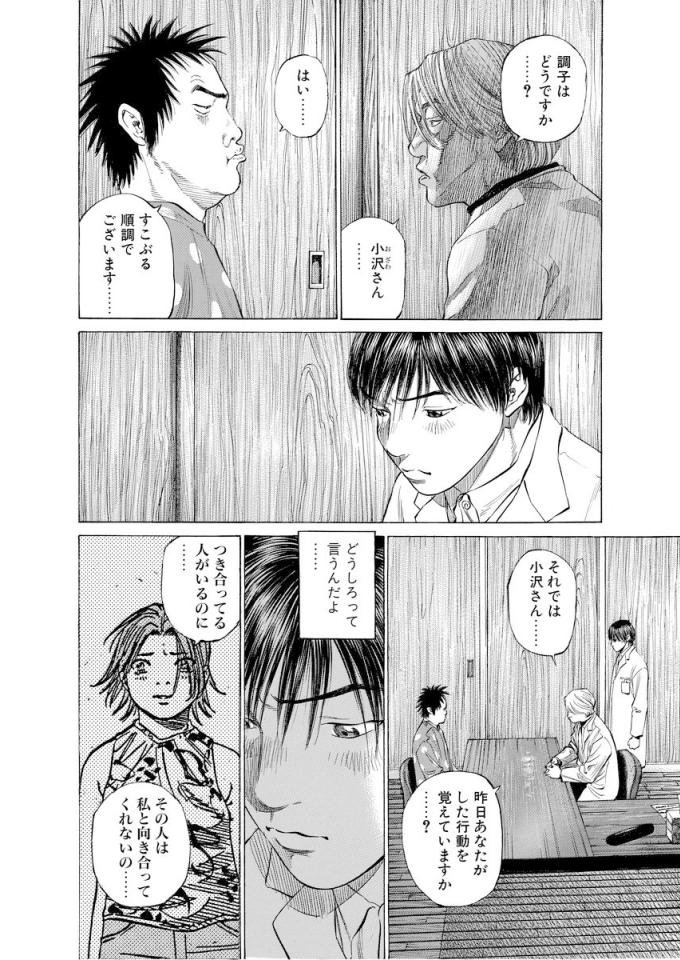 調子は
どうですか
……?
小沢さん
おざわ
はい……
すこぶる
順調で
ございます……
それでは
小沢さん……
昨日あなたが
した行動を
覚えていますか
……?
どうしろって
言うんだよ
……
つき合ってる
人がいるのに
……
その人は
私と向き合って
くれないの……